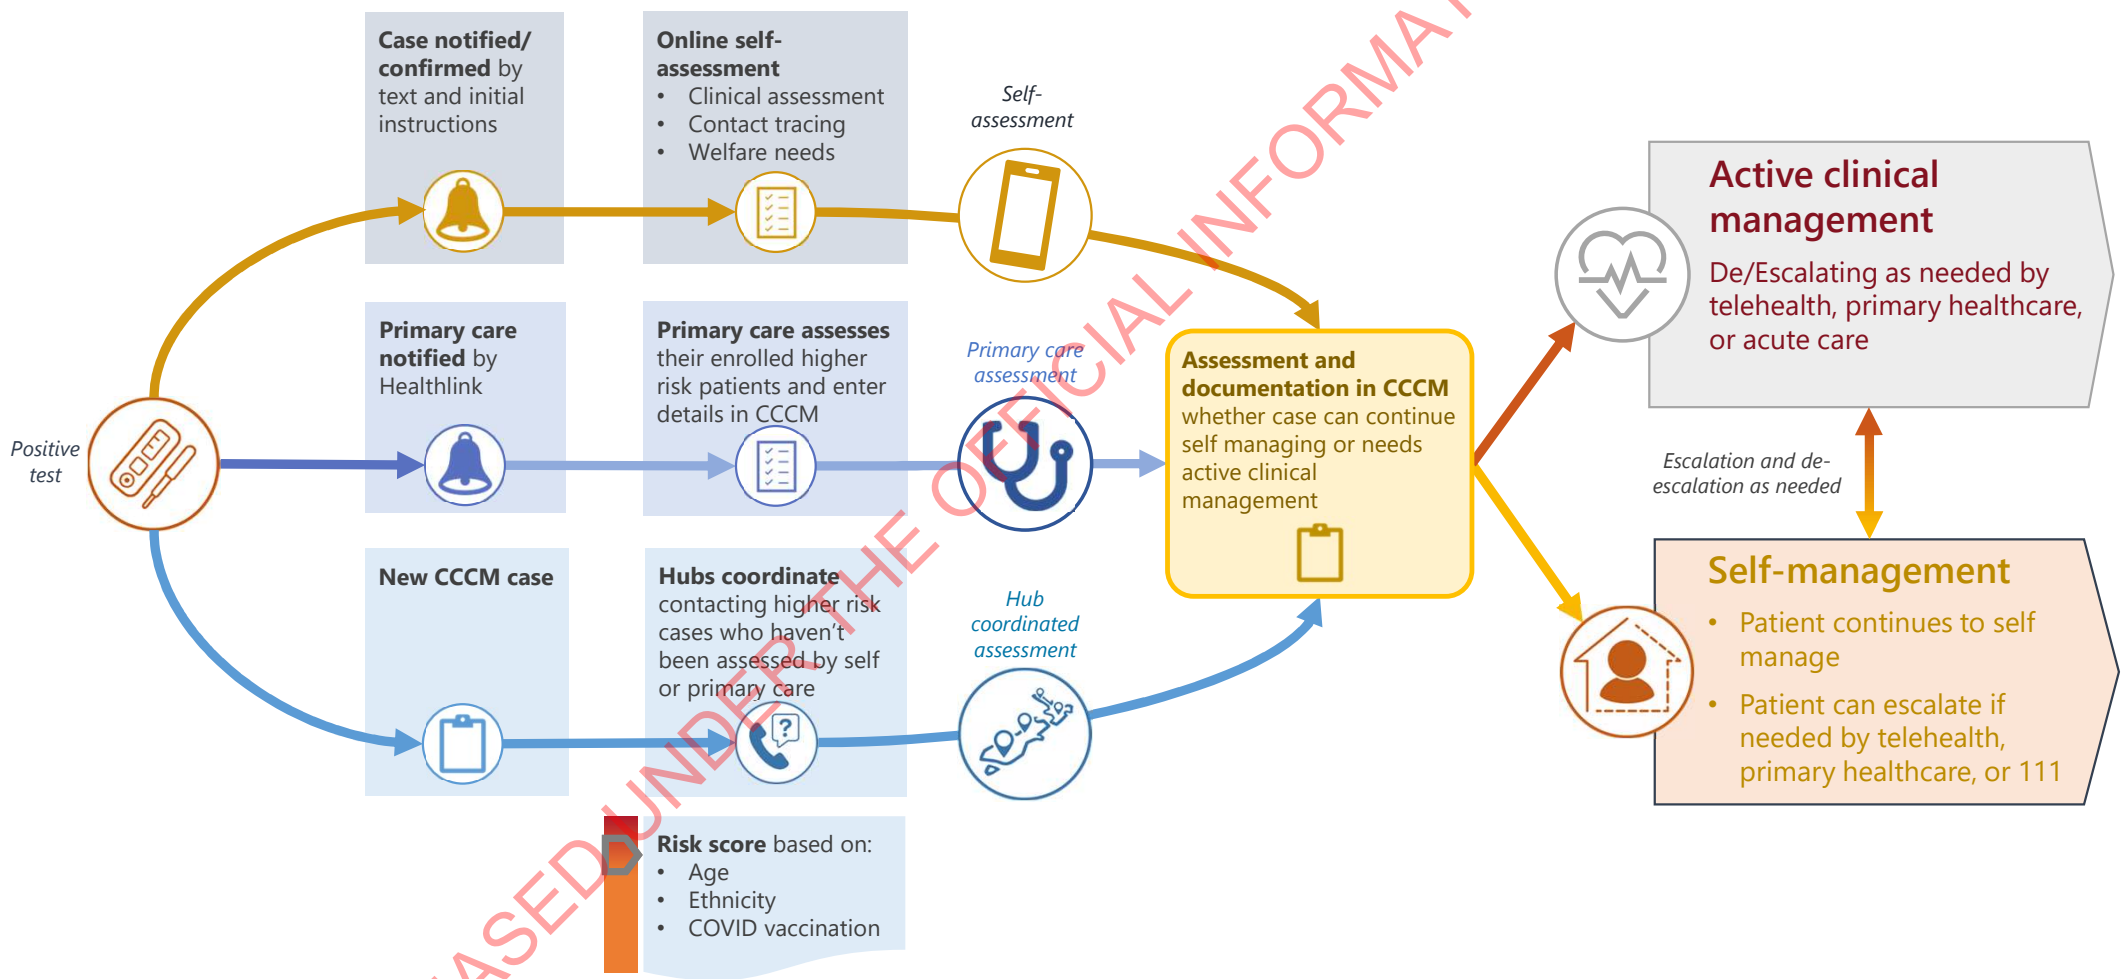 Case notified/
confirmed by
text and initial
instructions
Online self-
assessment
• Clinical assessment
• Contact tracing
• Welfare needs
Self-
assessment
Primary care
notified by
Healthlink
Primary care assesses
their enrolled higher
risk patients and enter
details in CCCM
Primary care
assessment
Positive
test
New CCCM case
Hubs coordinate
contacting higher risk
cases who haven't
been assessed by self
or primary care
Hub
coordinated
assessment
Risk score based on:
• Age
• Ethnicity
• COVID vaccination
Assessment and
documentation in CCCM
whether case can continue
self managing or needs
active clinical
management
Active clinical
management
De/Escalating as needed by
telehealth, primary healthcare,
or acute care
Escalation and de-
escalation as needed
Self-management
• Patient continues to self
manage
• Patient can escalate if
needed by telehealth,
primary healthcare, or 111
?
EASED UNDER THE OFFICIAL INFORMAT